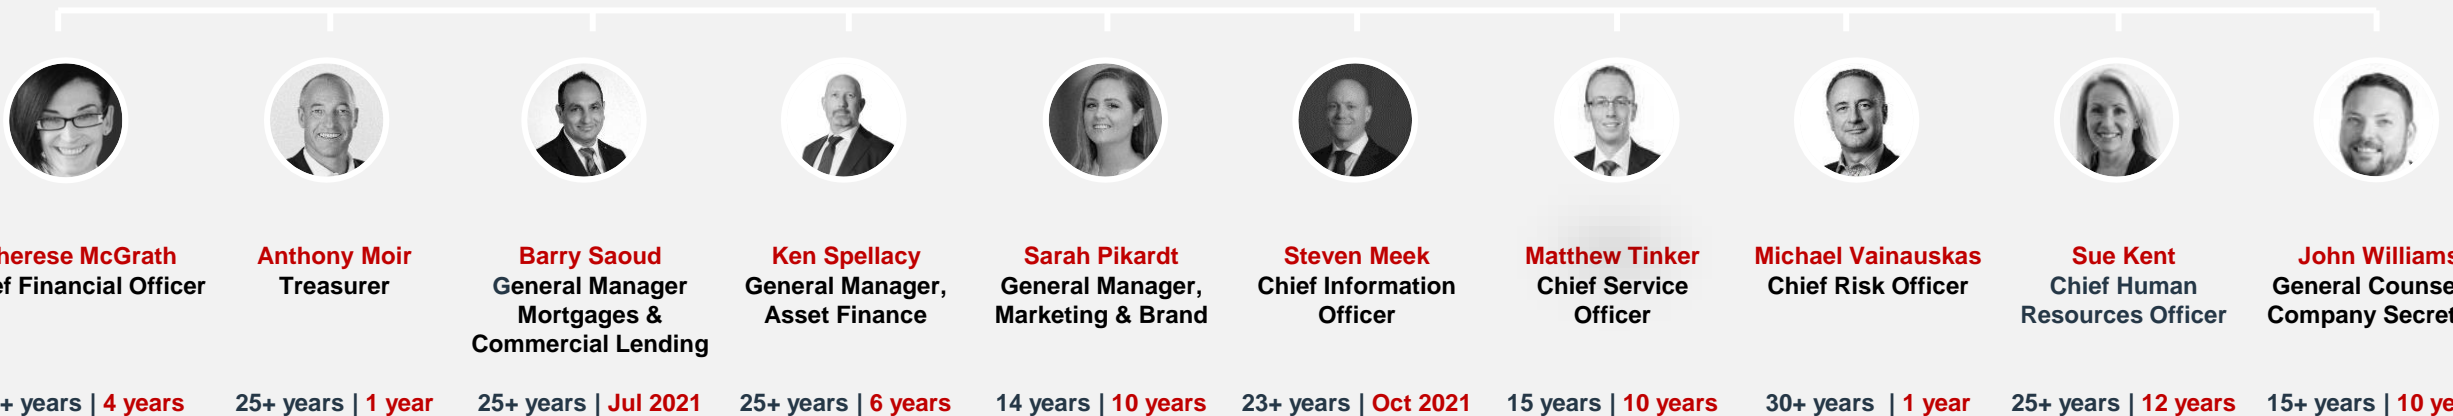 herese McGrath
ef Financial Officer
+ years | 4 years
Anthony Moir
Treasurer
25+ years | 1 year
Barry Saoud
General Manager
Mortgages &
Commercial Lending
25+ years | Jul 2021
Ken Spellacy
General Manager,
Asset Finance
25+ years | 6 years
Sarah Pikardt
General Manager,
Marketing & Brand
14 years | 10 years
Steven Meek
Chief Information
Officer
23+ years | Oct 2021
Matthew Tinker
Chief Service
Officer
15 years | 10 years
Michael Vainauskas
Chief Risk Officer
30+ years | 1 year
Sue Kent
Chief Human
Resources Officer
25+ years | 12 years
John Williams
General Counse
Company Secret
15+ years | 10 ye